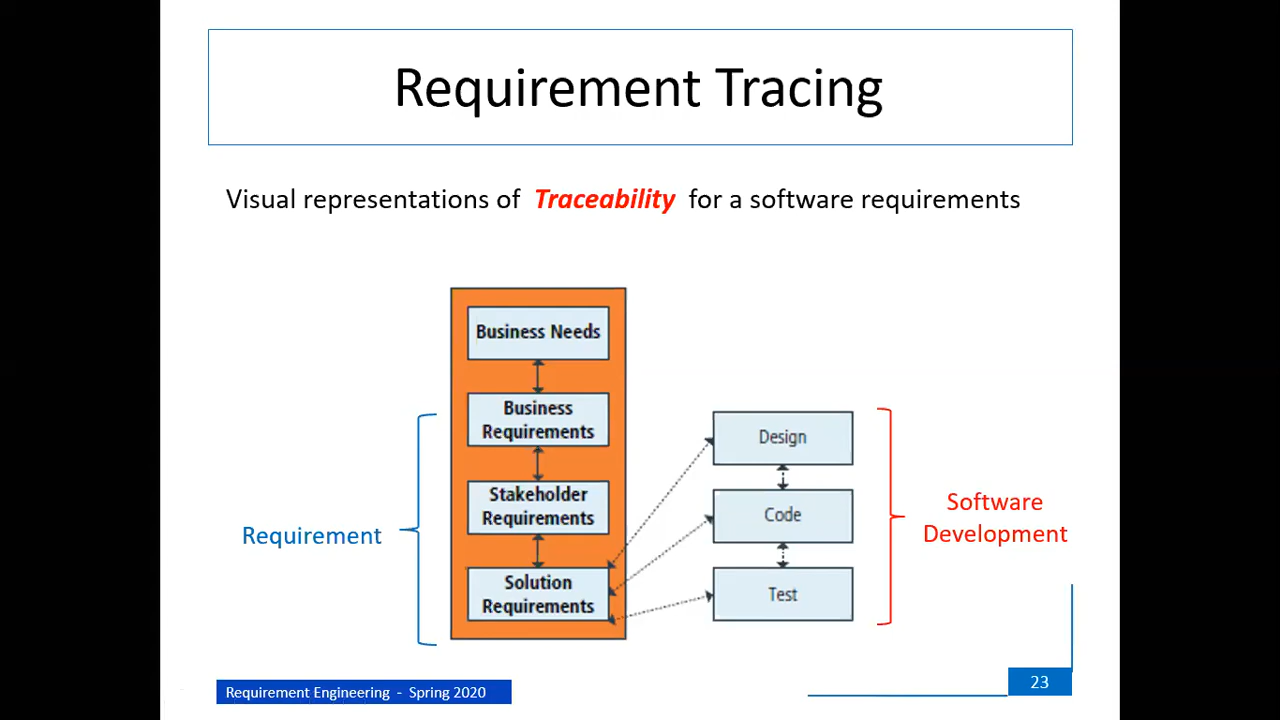 Requirement Tracing
Visual representations of Traceability for a software requirements
Business Needs
Business
Requirements
Stakeholder
Requirements
Solution
Requirements
Requirement
Design
Code
Test
Software
Development
Requirement Engineering - Spring 2020
23